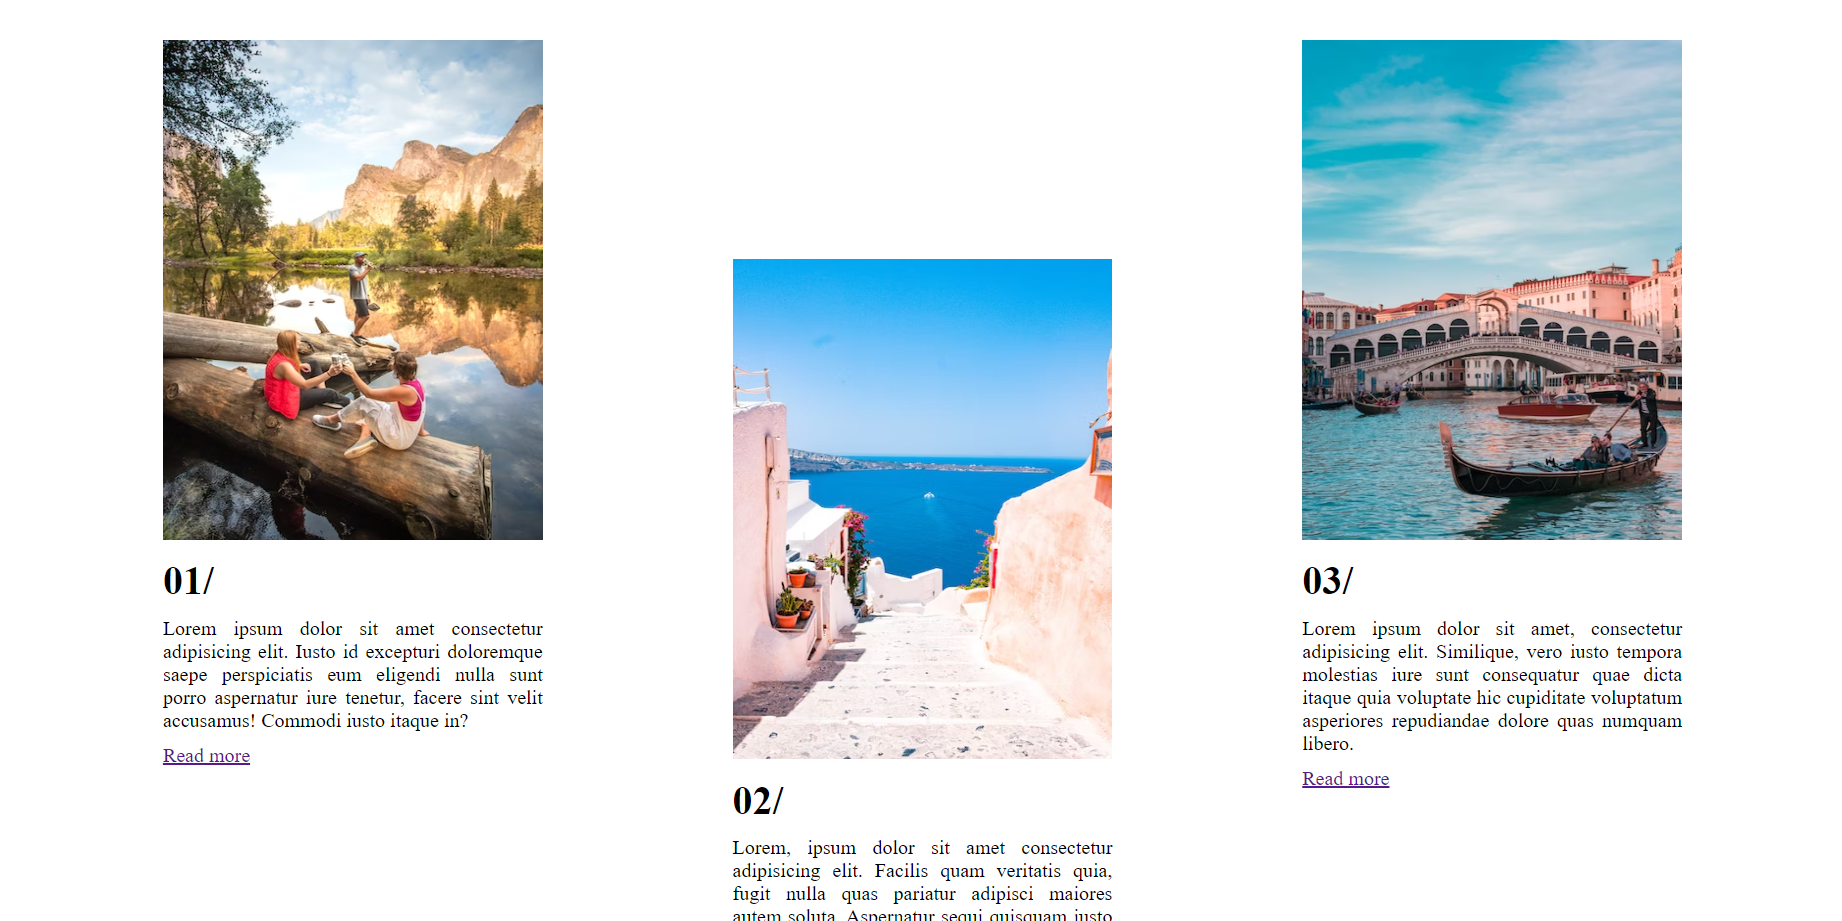 01/
Lorem ipsum dolor sit amet consectetur
adipisicing elit. Iusto id excepturi doloremque
saepe perspiciatis eum eligendi nulla sunt
porro aspernatur iure tenetur, facere sint velit
accusamus! Commodi iusto itaque in?
Read more
02/
Lorem, ipsum dolor sit amet consectetur
adipisicing elit. Facilis quam veritatis quia,
fugit nulla quas pariatur adipisci maiores
autem soluta. Aspernatur sequi quisquam iusto
03/
Lorem ipsum dolor sit amet, consectetur
adipisicing elit. Similique, vero iusto tempora
molestias iure sunt consequatur quae dicta
itaque quia voluptate hic cupiditate voluptatum
asperiores repudiandae dolore quas numquam
libero.
Read more